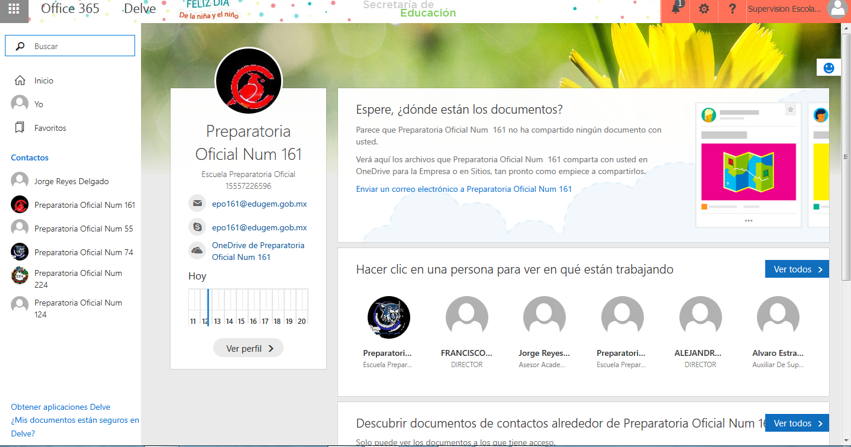 Office 365
Delve
FELIZ DÍA
De la niña y el niño
Secretaría de
Educación
1
?
Supervision Escola...
Buscar
Inicio
Yo
Favoritos
Contactos
Jorge Reyes Delgado
Preparatoria Oficial Num 161
Preparatoria Oficial Num 55
Preparatoria Oficial Num 74
Preparatoria Oficial Num
224
Preparatoria Oficial Num
124
Obtener aplicaciones Delve
¿Mis documentos están seguros en
Delve?
Preparatoria
Oficial Num 161
Escuela Preparatoria Oficial
15557226596
epo161@edugem.gob.mx
epo161@edugem.gob.mx
OneDrive de Preparatoria
Oficial Num 161
Hoy
11 12 13 14 15 16 17 18 19 20
Ver perfil
Espere, ¿dónde están los documentos?
Parece que Preparatoria Oficial Num 161 no ha compartido ningún documento con
usted.
Verá aquí los archivos que Preparatoria Oficial Num 161 comparta con usted en
OneDrive para la Empresa o en Sitios, tan pronto como empiece a compartirlos.
Enviar un correo electrónico a Preparatoria Oficial Num 161
Hacer clic en una persona para ver en qué están trabajando
Ver todos
Preparatori...
Escuela Prepar...
FRANCISCO...
DIRECTOR
Jorge Reyes...
Asesor Acade...
Preparatori...
Escuela Prepar...
ALEJANDR...
DIRECTOR
Alvaro Estra...
Auxiliar De Sup...
Descubrir documentos de contactos alrededor de Preparatoria Oficial Num 16
Ver todos
Solo puede ver los documentos a los que tiene acceso.